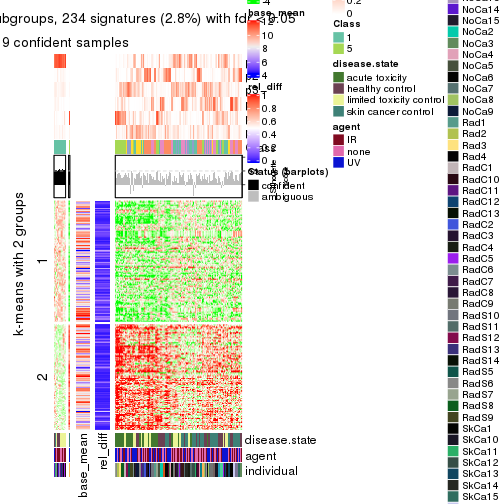 ubgroups, 234 signatures (2.8%) with fdr < 0.05
9 confident samples
base_mean
12
10
8
6
4
rel_diff
1
0.8
0.6
0.4
0.2
0
Status (barplots)
confident
ambiguous
0.2
0
Class
1
5
disease.state
acute toxicity
healthy control
limited toxicity control
skin cancer control
agent
IR
none
UV
k-means with 2 groups
1
2
base_mean
rel_diff
disease.state
agent
individual
NoCa14
NoCa15
NoCa2
NoCa3
NoCa5
NoCa6
NoCa7
NoCa8
NoCa9
Rad1
Rad2
Rad3
Rad4
RadC1
RadC10
RadC11
RadC12
RadC13
RadC2
RadC3
RadC4
RadC5
RadC6
RadC7
RadC8
RadC9
RadS10
RadS11
RadS12
RadS13
RadS14
RadS5
RadS6
RadS7
RadS8
RadS9
SkCa1
SkCa10
SkCa11
SkCa12
SkCa13
SkCa14
SkCa15